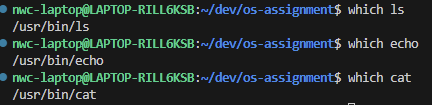 nwc-laptop@LAPTOP-RILL6KSB:~/dev/os-assignment$ which ls
/usr/bin/ls
nwc-laptop@LAPTOP-RILL6KSB:~/dev/os-assignment$ which echo
/usr/bin/echo
nwc-laptop@LAPTOP-RILL6KSB:~/dev/os-assignment$ which cat
/usr/bin/cat